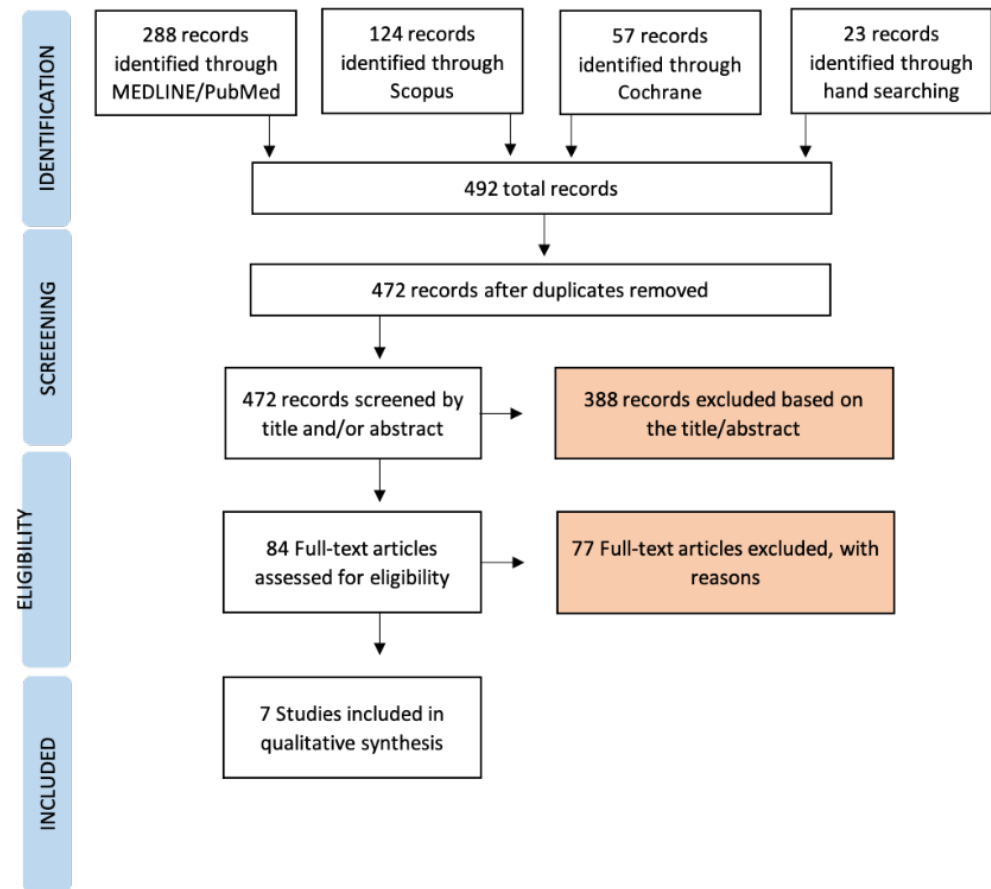 IDENTIFICATION
288 records
identified through
MEDLINE/PubMed
124 records
identified through
Scopus
57 records
identified through
Cochrane
23 records
identified through
hand searching
492 total records
SCREEENING
472 records after duplicates removed
472 records screened by
title and/or abstract
388 records excluded based on
the title/abstract
ELIGIBILITY
84 Full-text articles
assessed for eligibility
77 Full-text articles excluded, with
reasons
INCLUDED
7 Studies included in
qualitative synthesis